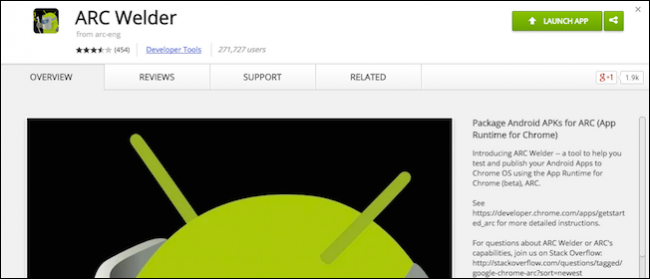 ARC Welder
LAUNCH APP
from arc-eng
(454) Developer Tools 271,227 users
OVERVIEW REVIEWS SUPPORT RELATED
g+1 1.9k
Package Android APKs for ARC (App
Runtime for Chrome)
Introducing ARC Welder -- a tool to help you
test and publish your Android Apps to
Chrome OS using the App Runtime for
Chrome (beta), ARC.
See
https://developer.chrome.com/apps/getstart
ed_arc for more detailed instructions.
For questions about ARC Welder or ARC's
capabilities, join us on Stack Overflow:
http://stackoverflow.com/questions/tagged/
google-chrome-arc?sort=newest